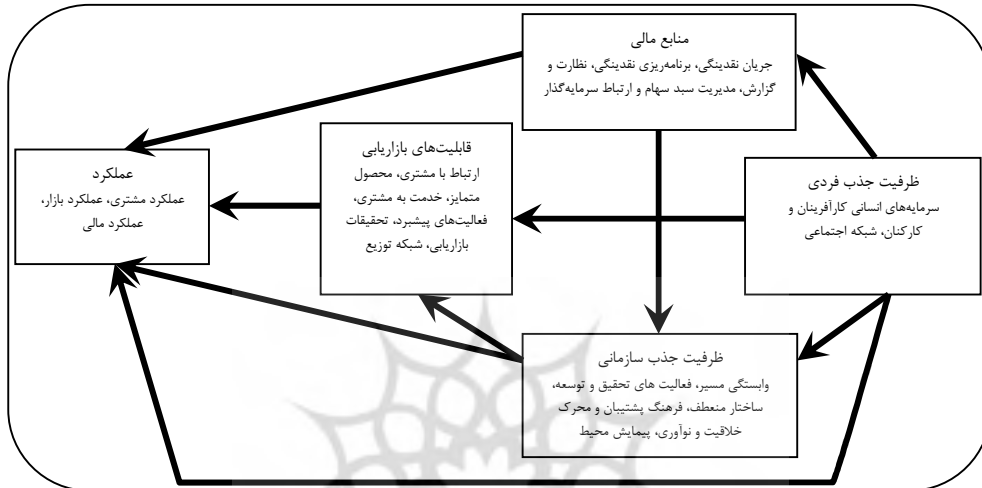 منابع مالی
جریان نقدینگی، برنامه‌ریزی نقدینگی، نظارت و
گزارش، مدیریت سبد سهام و ارتباط سرمایه‌گذار
ظرفیت جذب فردی
سرمایه‌های انسانی کارآفرینان و
کارکنان، شبکه اجتماعی
قابلیت‌های بازاریابی
ارتباط با مشتری، محصول
متمایز، خدمت به مشتری،
فعالیت‌های پیشبرد، تحقیقات
بازاریابی، شبکه توزیع
عملکرد
عملکرد مشتری، عملکرد بازار،
عملکرد مالی
ظرفیت جذب سازمانی
وابستگی مسیر، فعالیت های تحقیق و توسعه،
ساختار منعطف، فرهنگ پشتیبان و محرک
خلاقیت و نوآوری، پیمایش محیط